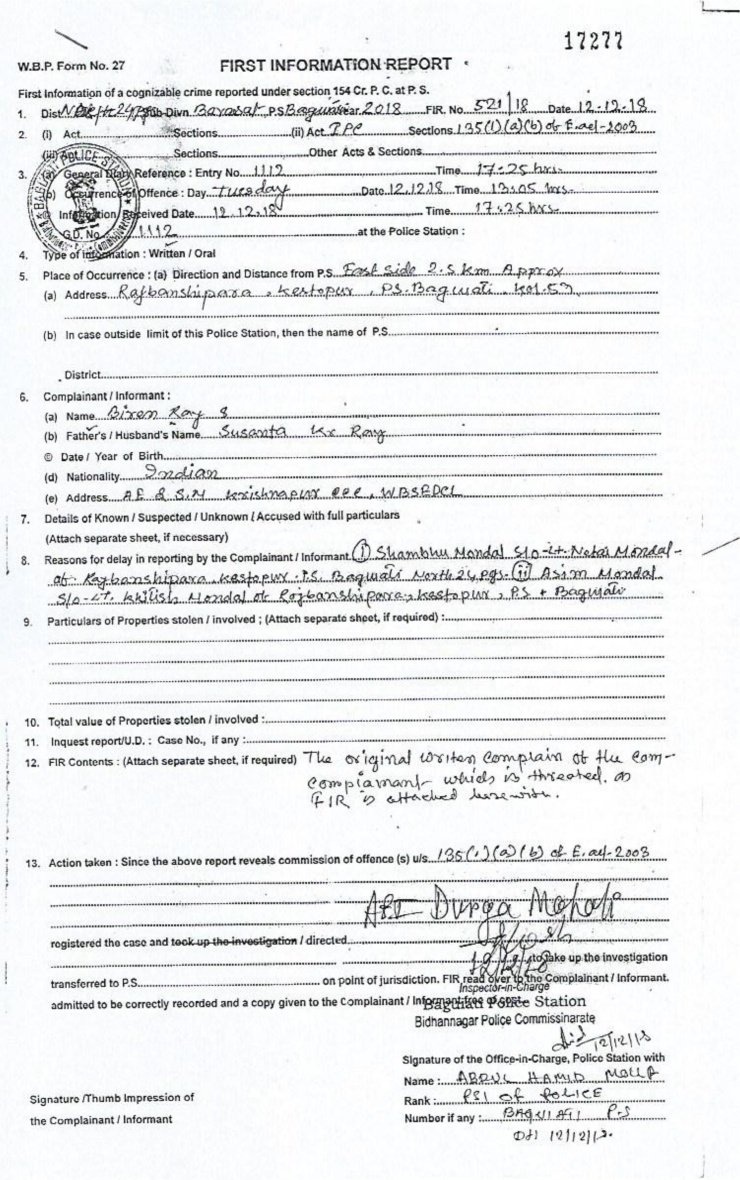 17277
W.B.P. Form No. 27 FIRST INFORMATION REPORT
First Information of a cognizable crime reported under section 154 Cr. P. C. at P. S.
1. Dist. North 24 Pgs Sub-Divn. Barasat, P.S Baguiati Year 2018 FIR. No. 521/18 Date 12.12.18
2. (i) Act Sections (ii) Act IPC Sections 135(1)(a)(b) of E.act-2003
(iii) Sections Other Acts & Sections
3. (a) General Diary Reference : Entry No. 1112 Time 17-25 hrs.
(b) Occurrence of Offence : Day Tuesday Date 12.12.18 Time 13:05 hrs.
© Information Received Date 12.12.18 Time 17:25 hrs.
G.D. No. 1112 at the Police Station :
4. Type of Information : Written / Oral
5. Place of Occurrence : (a) Direction and Distance from P.S. East side 2.5 km Approx
(a) Address Rajbanshipara, Kestopur, PS. Baguiati, Kol.59
(b) In case outside limit of this Police Station, then the name of P.S.
District
6. Complainant / Informant :
(a) Name Biren Ray
(b) Father's / Husband's Name Susanta Kr Ray
© Date / Year of Birth
(d) Nationality Indian
(e) Address AE & S.M Krishnapur CCC, WBSEDCL
7. Details of Known / Suspected / Unknown / Accused with full particulars
(Attach separate sheet, if necessary)
8. Reasons for delay in reporting by the Complainant / Informant (i) Shambhu Mondal S/o-Lt. Netai Mondal-
of- Rajbanshipara Kestopur. P.S. Baguiati North 24 pgs. (ii) Asim Mondal
S/o-LT. Khitish Mondal of Rajbanshipara, Kestopur, PS + Baguiati
9. Particulars of Properties stolen / involved ; (Attach separate sheet, if required) :
10. Total value of Properties stolen / involved :
11. Inquest report/U.D. : Case No., if any :
12. FIR Contents : (Attach separate sheet, if required) The original writen complain of the com-
compianant- which is threated. as
FIR is attached herewith.
13. Action taken : Since the above report reveals commission of offence (s) u/s. 135(1)(a)(b) of E.act-2003
Durga
registered the case and took up the investigation / directed
12/12/18 to take up the investigation
transferred to P.S. on point of jurisdiction. FIR read over to the Complainant / Informant.
Inspector-in-Charge
admitted to be correctly recorded and a copy given to the Complainant / Informant free of cost.
Baguiati Police Station
Bidhannagar Police Commissinarate
12/12/18
Signature of the Office-in-Charge, Police Station with
Name : ABDUL HAMID MOLLA
Rank : PSI OF POLICE
Number if any : BAGUIATI P.S
Dt 12/12/18.
Signature /Thumb Impression of
the Complainant / Informant